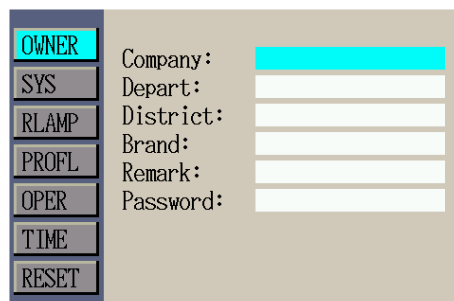 OWNER
SYS
RLAMP
PROFL
OPER
TIME
RESET
Company:
Depart:
District:
Brand:
Remark:
Password: